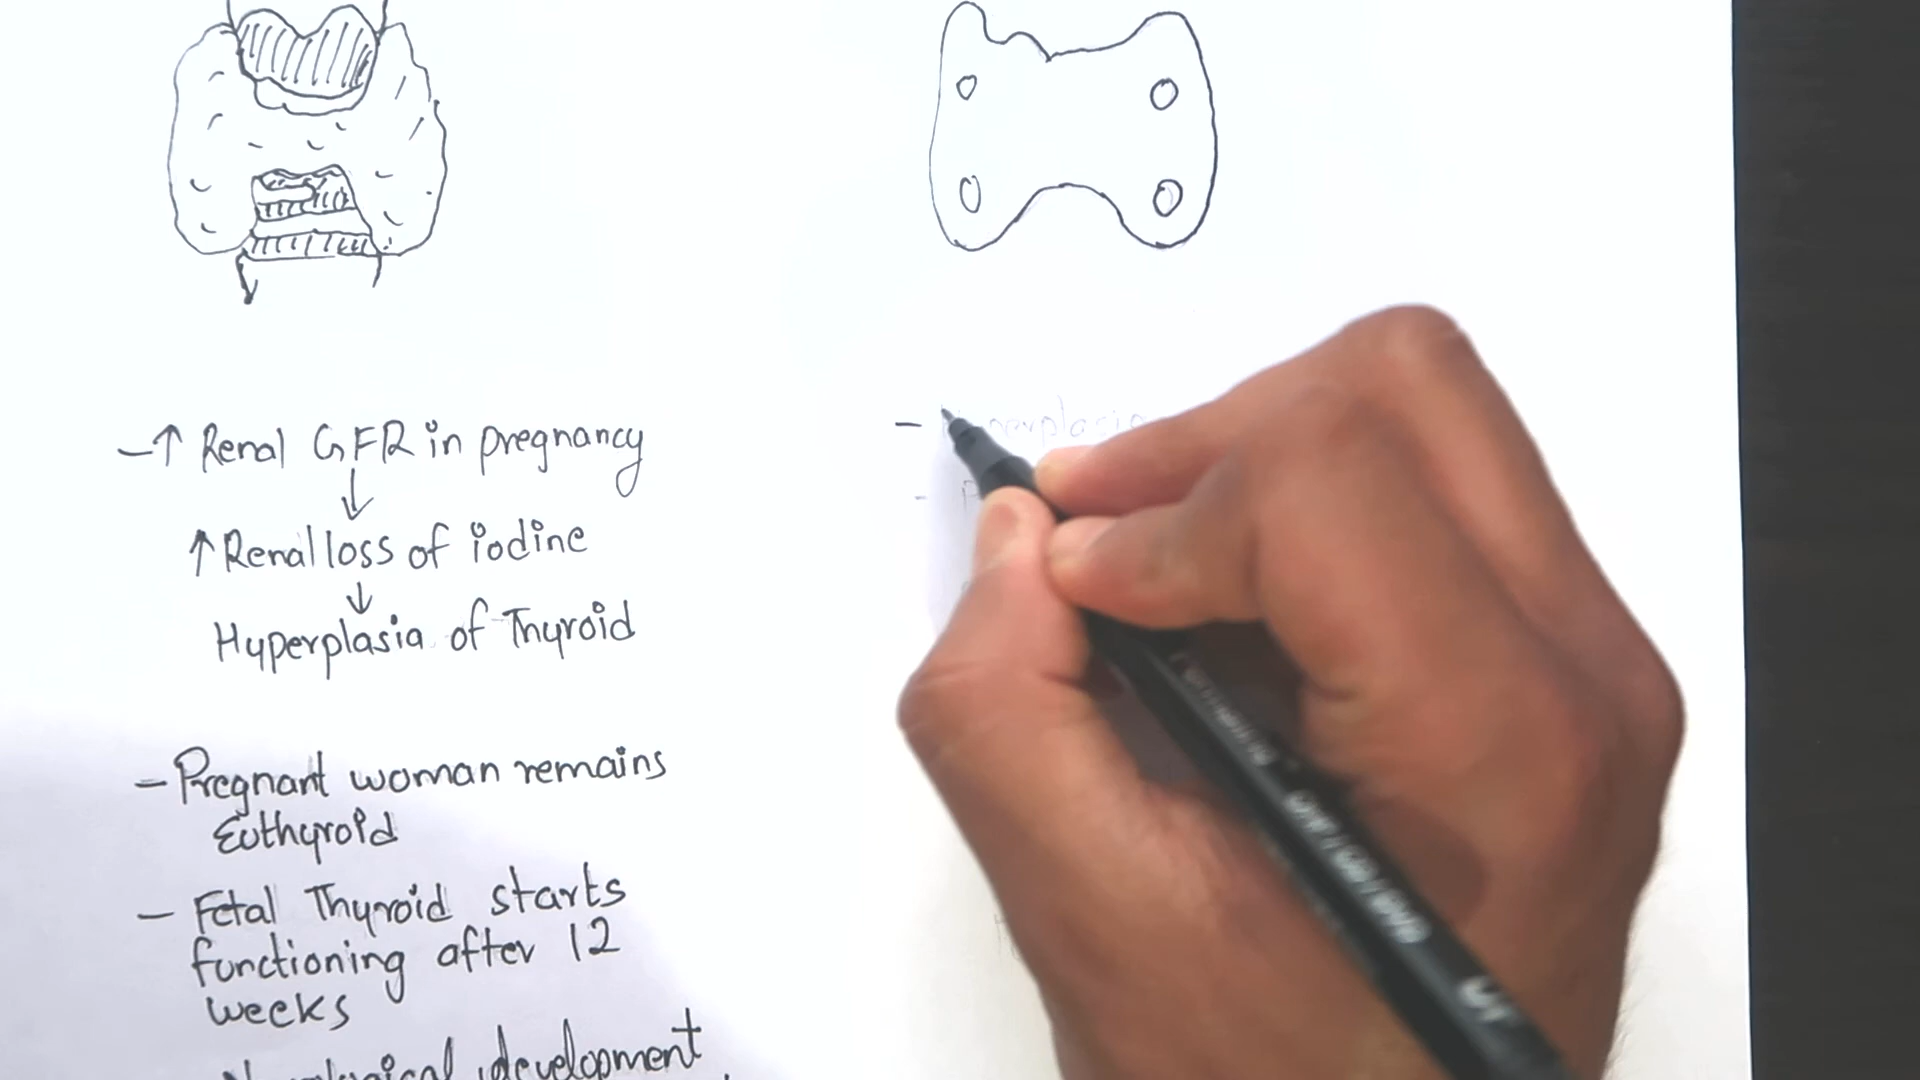 -↑ Renal GFR in pregnancy
↓
↑ Renal loss of iodine
↓
Hyperplasia of Thyroid
- Pregnant woman remains
Euthyroid
- Fetal Thyroid starts
functioning after 12
weeks
development
-
-